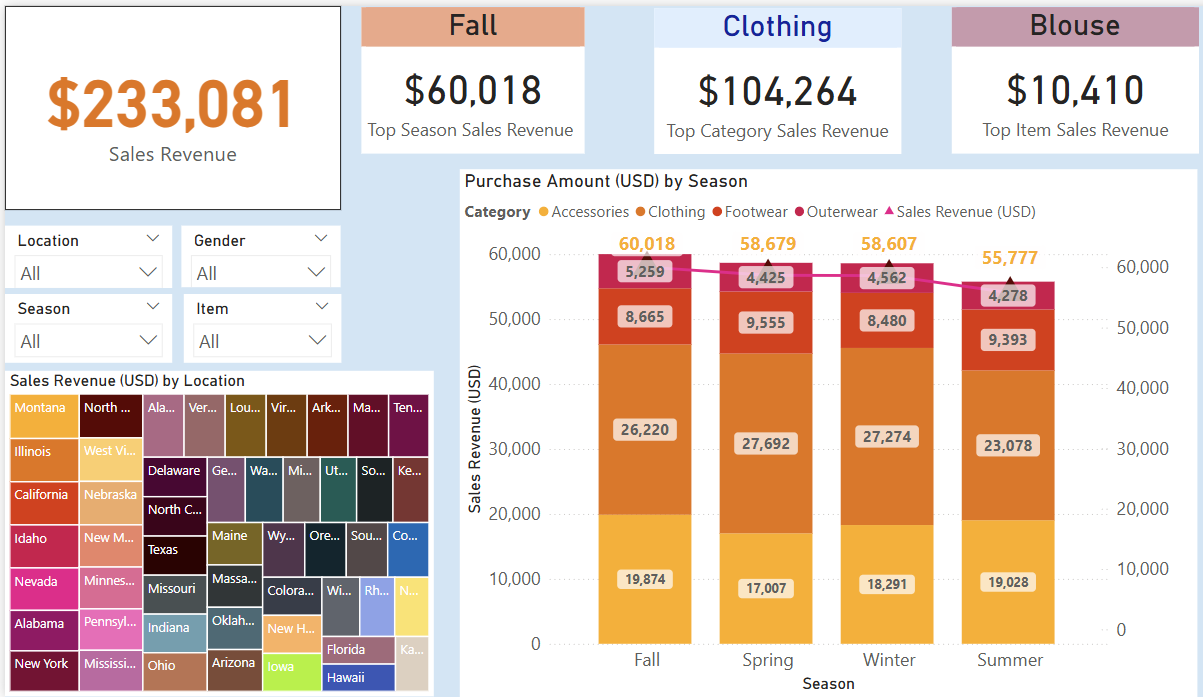 $233,081
Sales Revenue
Fall
$60,018
Top Season Sales Revenue
Clothing
$104,264
Top Category Sales Revenue
Blouse
$10,410
Top Item Sales Revenue
Location
All
Gender
All
Season
All
Item
All
Sales Revenue (USD) by Location
Montana
Illinois
California
Idaho
Nevada
Alabama
New York
North ...
West Vi...
Nebraska
New M...
Minnes...
Pennsyl...
Mississi...
Ala...
Ver...
Lou...
Vir...
Ark...
Ma...
Ten...
Delaware
North C...
Texas
Missouri
Indiana
Ohio
Ge...
Wa...
Mi...
Ut...
So...
Ke...
Maine
Massa...
Oklah...
Arizona
Wy...
Ore...
Sou...
Co...
Colora...
New H...
Iowa
Wi...
Rh...
N...
Florida
Hawaii
Ka...
Purchase Amount (USD) by Season
Category Accessories Clothing Footwear Outerwear Sales Revenue (USD)
Sales Revenue (USD)
60,000
50,000
40,000
30,000
20,000
10,000
0
60,018
5,259
8,665
26,220
19,874
58,679
4,425
9,555
27,692
17,007
58,607
4,562
8,480
27,274
18,291
55,777
4,278
9,393
23,078
19,028
60,000
50,000
40,000
30,000
20,000
10,000
0
Fall Spring Winter Summer
Season